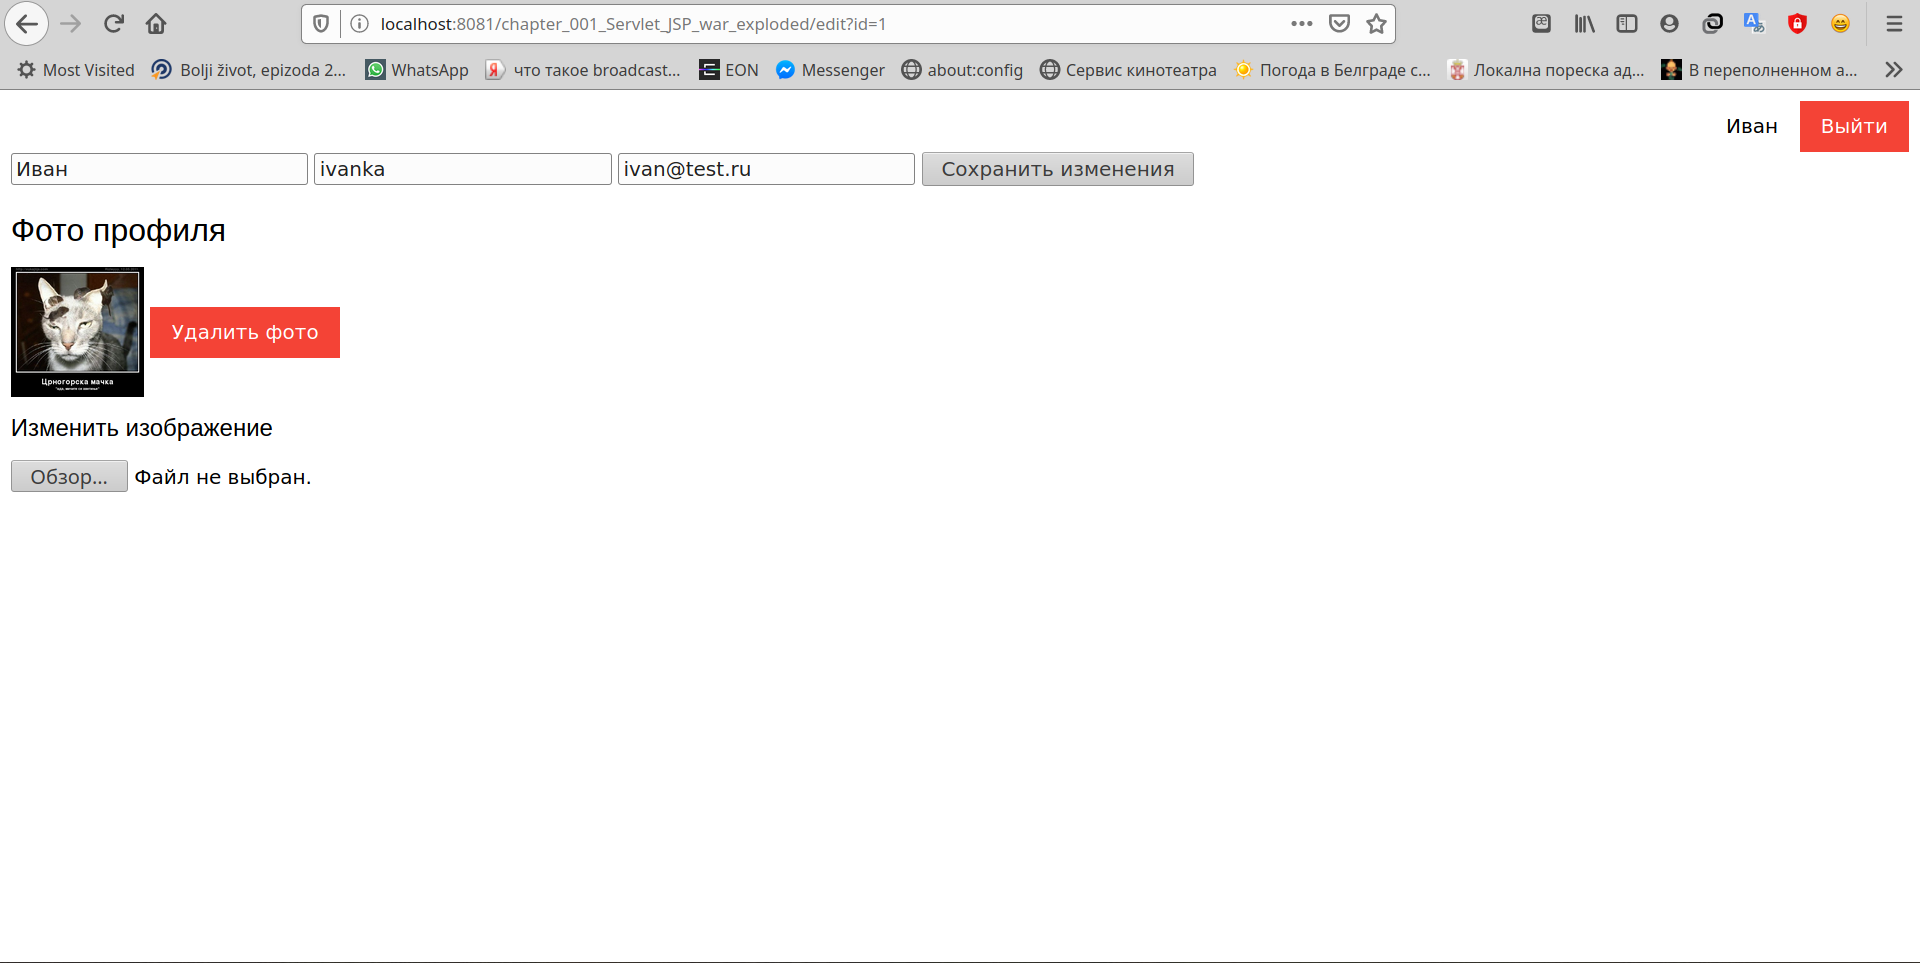 localhost:8081/chapter_001_Servlet_JSP_war_exploded/edit?id=1
Most Visited Bolji život, epizoda 2... WhatsApp что такое broadcast... EON Messenger about:config Сервис кинотеатра Погода в Белграде с... Локална пореска ад... В переполненном а...
Иван Выйти
Иван ivanka ivan@test.ru Сохранить изменения
Фото профиля
Удалить фото
Црногорска мачка
Изменить изображение
Обзор... Файл не выбран.